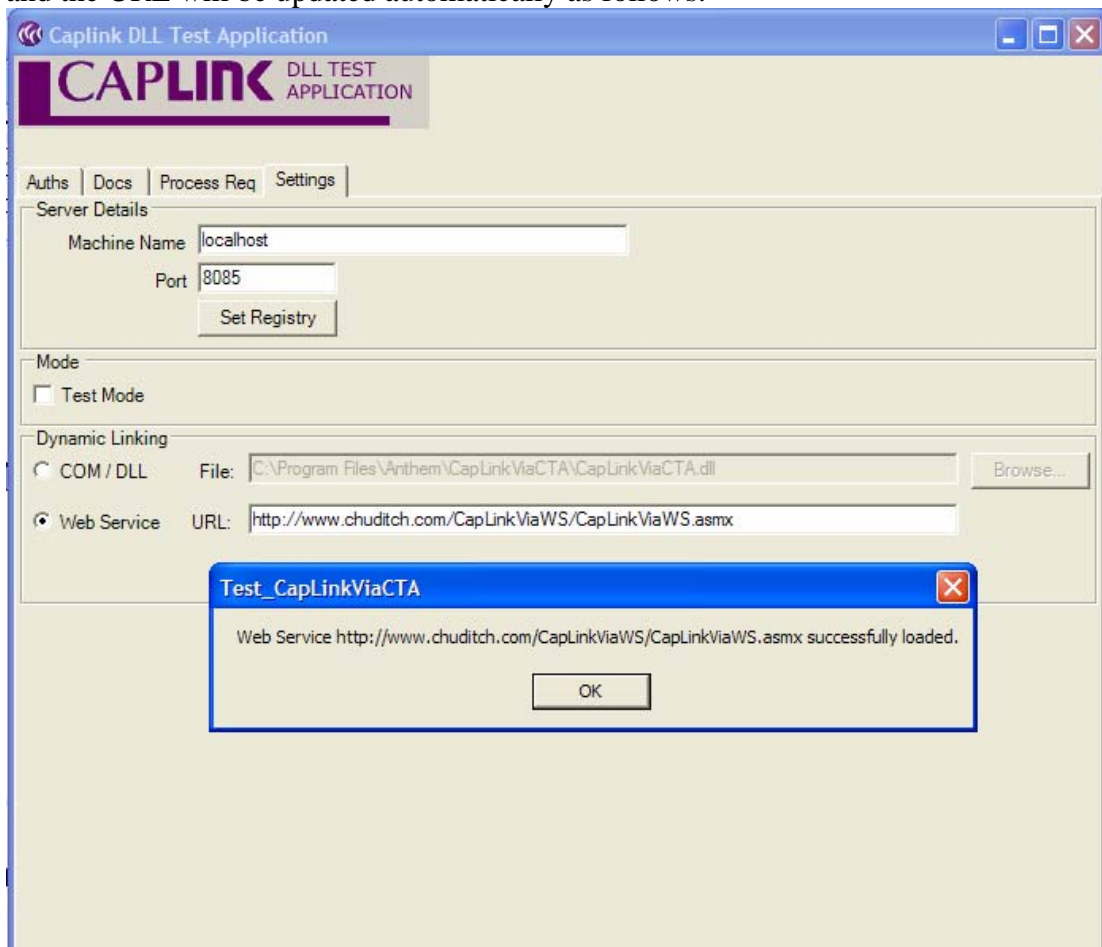 and the URL will be updated automatically as follows:
Caplink DLL Test Application
CAPLINK DLL TEST APPLICATION
Auths Docs Process Req Settings
Server Details
Machine Name localhost
Port 8085
Set Registry
Mode
Test Mode
Dynamic Linking
COM / DLL File: C:\Program Files\Anthem\CapLinkViaCTA\CapLinkViaCTA.dll Browse...
Web Service URL: http://www.chuditch.com/CapLinkViaWS/CapLinkViaWS.asmx
Test_CapLinkViaCTA
Web Service http://www.chuditch.com/CapLinkViaWS/CapLinkViaWS.asmx successfully loaded.
OK